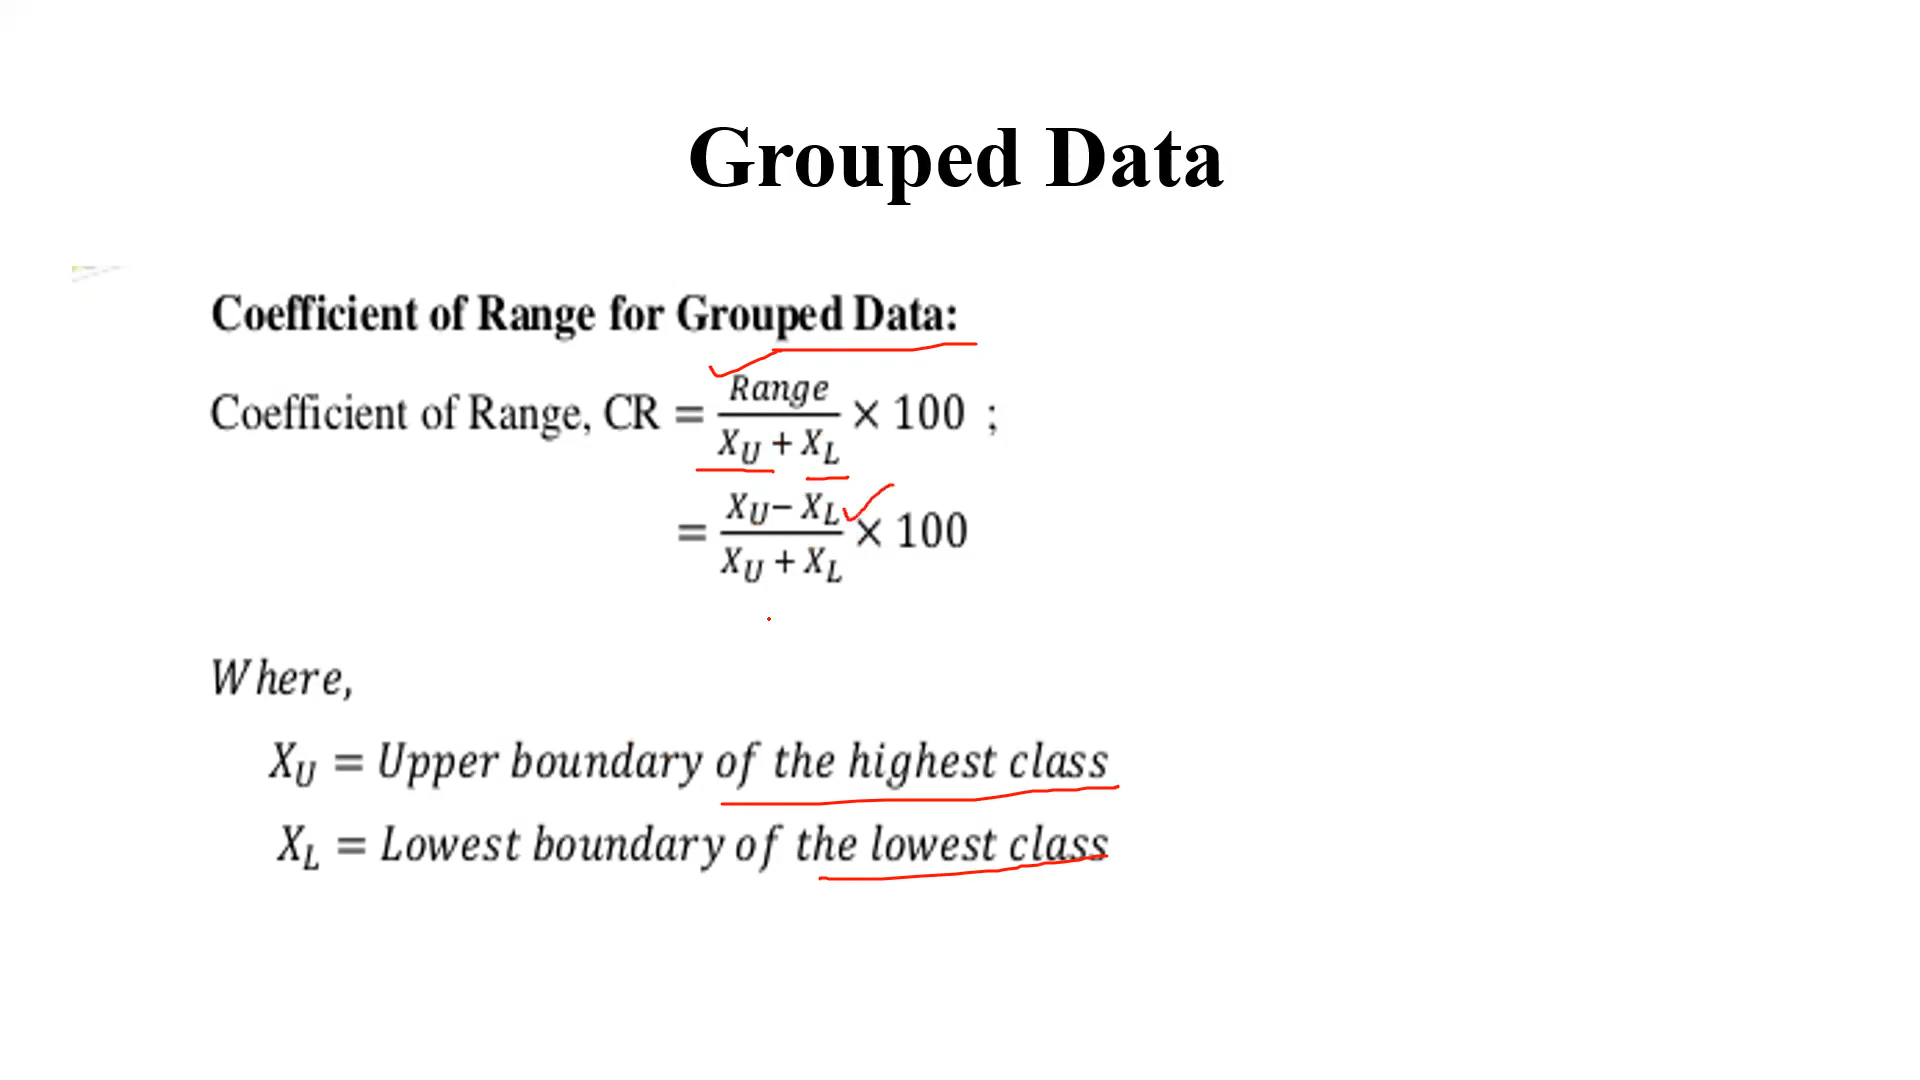 Grouped Data
Coefficient of Range for Grouped Data:
Coefficient of Range, CR = Range / X_U + X_L × 100 ;
= X_U − X_L / X_U + X_L × 100
Where,
X_U = Upper boundary of the highest class
X_L = Lowest boundary of the lowest class